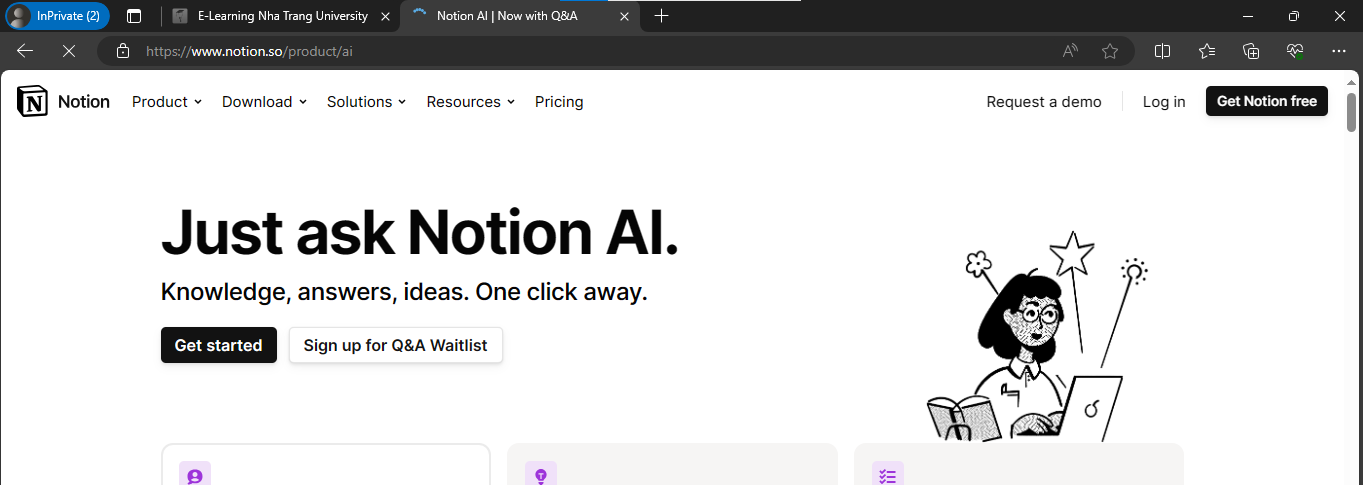 InPrivate (2)
E-Learning Nha Trang University
Notion AI | Now with Q&A
https://www.notion.so/product/ai
Notion
Product
Download
Solutions
Resources
Pricing
Request a demo
Log in
Get Notion free
Just ask Notion AI.
Knowledge, answers, ideas. One click away.
Get started
Sign up for Q&A Waitlist